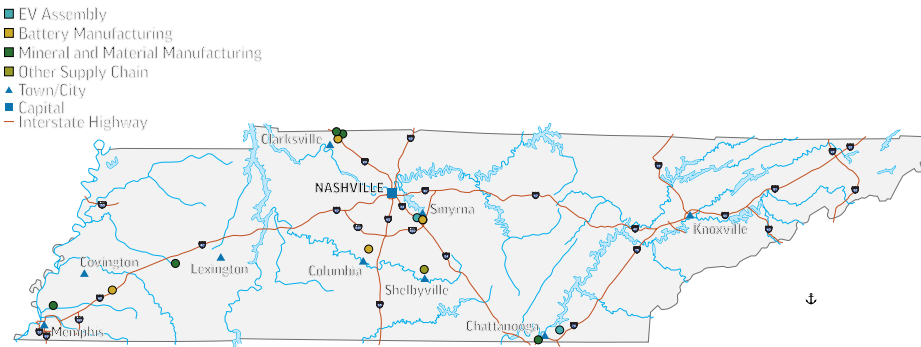 EV Assembly
Battery Manufacturing
Mineral and Material Manufacturing
Other Supply Chain
Town/City
Capital
Interstate Highway
Clarksville
NASHVILLE
Smyrna
Knoxville
Covington
Lexington
Columbia
Shelbyville
Chattanooga
Memphis